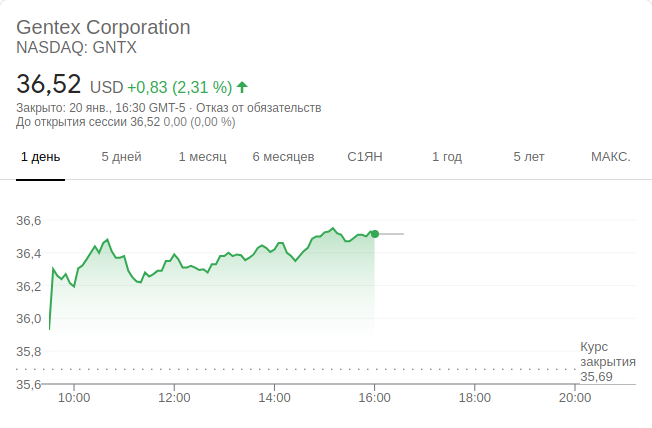 Gentex Corporation
NASDAQ: GNTX
36,52 USD +0,83 (2,31 %)
Закрыто: 20 янв., 16:30 GMT-5 · Отказ от обязательств
До открытия сессии 36,52 0,00 (0,00 %)
1 день 5 дней 1 месяц 6 месяцев С1ЯН 1 год 5 лет МАКС.
36,6
36,4
36,2
36,0
35,8
Курс
закрытия
35,69
35,6
10:00 12:00 14:00 16:00 18:00 20:00